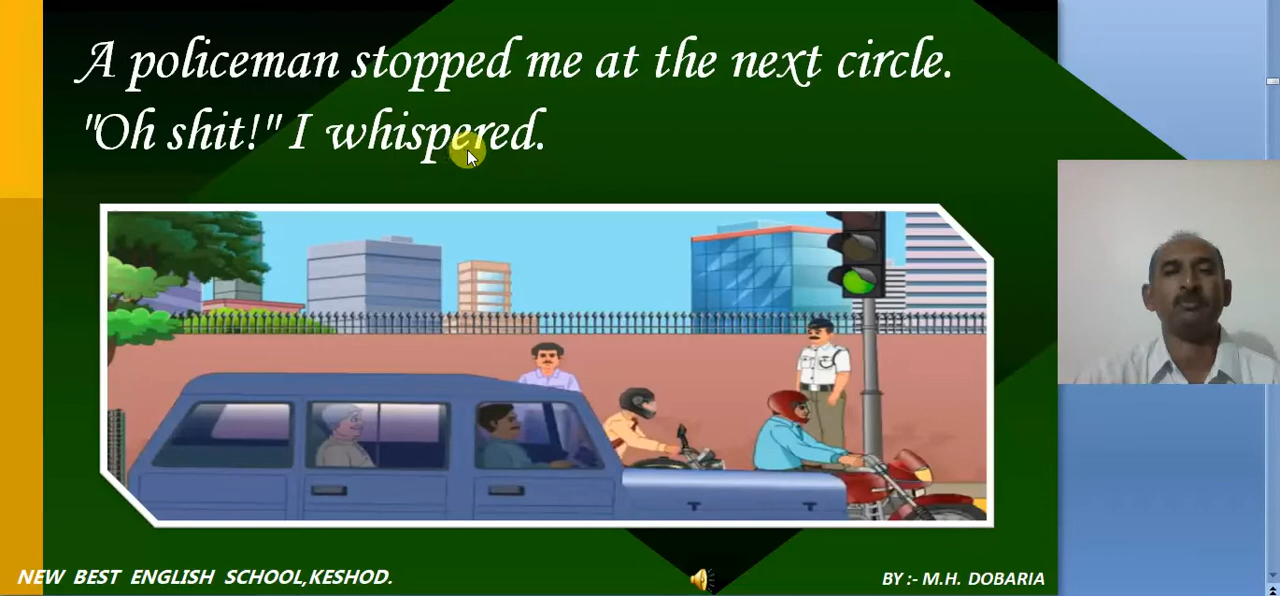 A policeman stopped me at the next circle.
"Oh shit!" I whispered.
NEW BEST ENGLISH SCHOOL,KESHOD.
BY :- M.H. DOBARIA